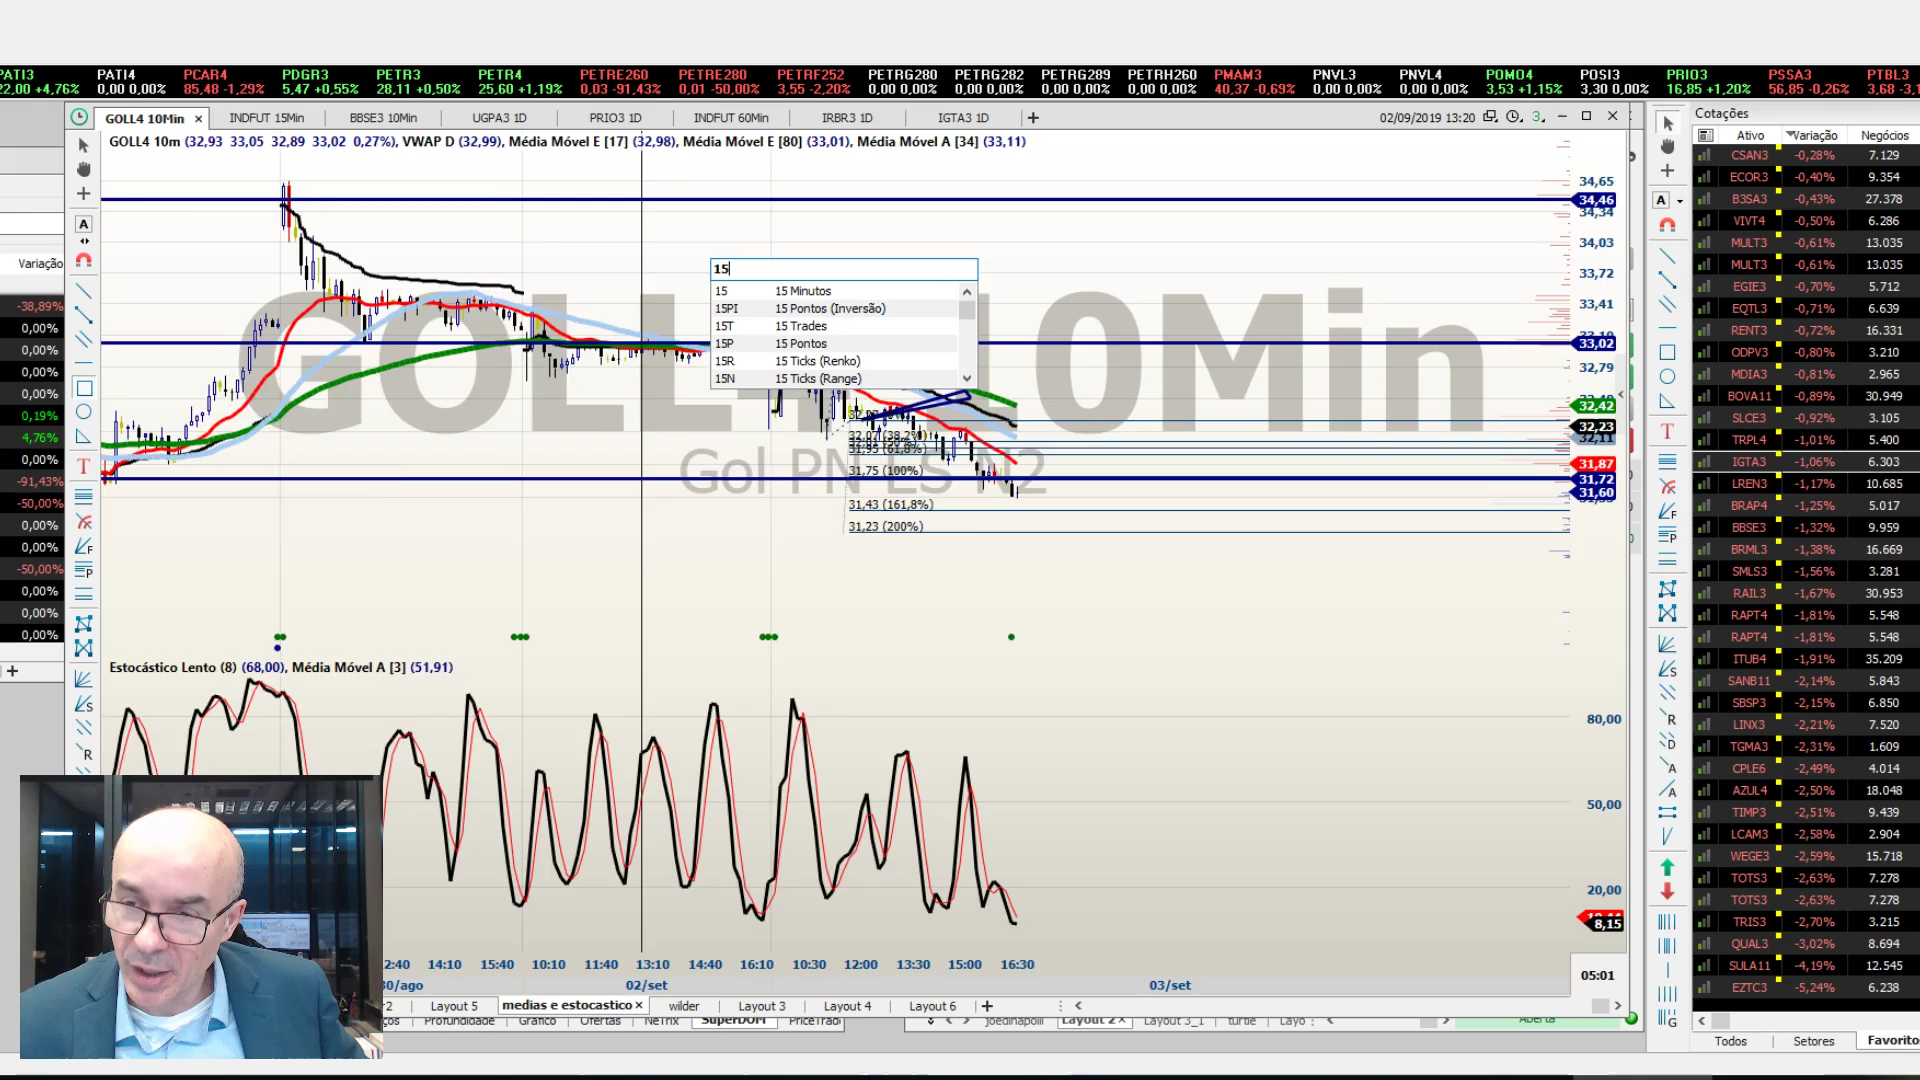 PATI3 PATI4 PCAR4 PDGR3 PETR3 PETR4 PETRE260 PETRE280 PETRF252 PETRG280 PETRG282 PETRG289 PETRH260 PMAM3 PNVL3 PNVL4 POMO4 POSI3 PRIO3 PSSA3 PTBL3
22,00 +4,76% 0,00 0,00% 85,48 -1,29% 5,47 +0,55% 28,11 +0,50% 25,60 +1,19% 0,03 -91,43% 0,01 -50,00% 3,55 -2,20% 0,00 0,00% 0,00 0,00% 0,00 0,00% 0,00 0,00% 40,37 -0,69% 0,00 0,00% 0,00 0,00% 3,53 +1,15% 3,30 0,00% 16,85 +1,20% 56,85 -0,26% 3,68 -3,1
GOLL4 10Min × INDFUT 15Min BBSE3 10Min UGPA3 1D PRIO3 1D INDFUT 60Min IRBR3 1D IGTA3 1D + 02/09/2019 13:20
GOLL4 10m (32,93 33,05 32,89 33,02 0,27%), VWAP D (32,99), Média Móvel E [17] (32,98), Média Móvel E [80] (33,01), Média Móvel A [34] (33,11)
Variação
-38,89%
0,00%
0,00%
0,00%
0,00%
0,19%
4,76%
0,00%
-91,43%
-50,00%
0,00%
0,00%
-50,00%
0,00%
0,00%
0,00%
15
15 15 Minutos
15PI 15 Pontos (Inversão)
15T 15 Trades
15P 15 Pontos
15R 15 Ticks (Renko)
15N 15 Ticks (Range)
Gol PN LS N2
32,07 (38,2%)
31,95 (61,8%)
31,75 (100%)
31,43 (161,8%)
31,23 (200%)
34,65
34,46
34,34
34,03
33,72
33,41
33,02
32,79
32,42
32,23
32,11
31,87
31,72
31,60
Estocástico Lento (8) (68,00), Média Móvel A [3] (51,91)
80,00
50,00
20,00
8,15
2:40 14:10 15:40 10:10 11:40 13:10 14:40 16:10 10:30 12:00 13:30 15:00 16:30
30/ago 02/set 03/set
05:01
Layout 5 medias e estocastico × wilder Layout 3 Layout 4 Layout 6 +
Profundidade Gráfico Ofertas NetTrix SuperDOM PriceTradi joedinapolli Layout 2 × Layout 3_1 turtle Layo Aberta
Cotações
Ativo Variação Negócios
CSAN3 -0,28% 7.129
ECOR3 -0,40% 9.354
B3SA3 -0,43% 27.378
VIVT4 -0,50% 6.286
MULT3 -0,61% 13.035
MULT3 -0,61% 13.035
EGIE3 -0,70% 5.712
EQTL3 -0,71% 6.639
RENT3 -0,72% 16.331
ODPV3 -0,80% 3.210
MDIA3 -0,81% 2.965
BOVA11 -0,89% 30.949
SLCE3 -0,92% 3.105
TRPL4 -1,01% 5.400
IGTA3 -1,06% 6.303
LREN3 -1,17% 10.685
BRAP4 -1,25% 5.017
BBSE3 -1,32% 9.959
BRML3 -1,38% 16.669
SMLS3 -1,56% 3.281
RAIL3 -1,67% 30.953
RAPT4 -1,81% 5.548
RAPT4 -1,81% 5.548
ITUB4 -1,91% 35.209
SANB11 -2,14% 5.843
SBSP3 -2,15% 6.850
LINX3 -2,21% 7.520
TGMA3 -2,31% 1.609
CPLE6 -2,49% 4.014
AZUL4 -2,50% 18.048
TIMP3 -2,51% 9.439
LCAM3 -2,58% 2.904
WEGE3 -2,59% 15.718
TOTS3 -2,63% 7.278
TOTS3 -2,63% 7.278
TRIS3 -2,70% 3.215
QUAL3 -3,02% 8.694
SULA11 -4,19% 12.545
EZTC3 -5,24% 6.238
Todos Setores Favorito